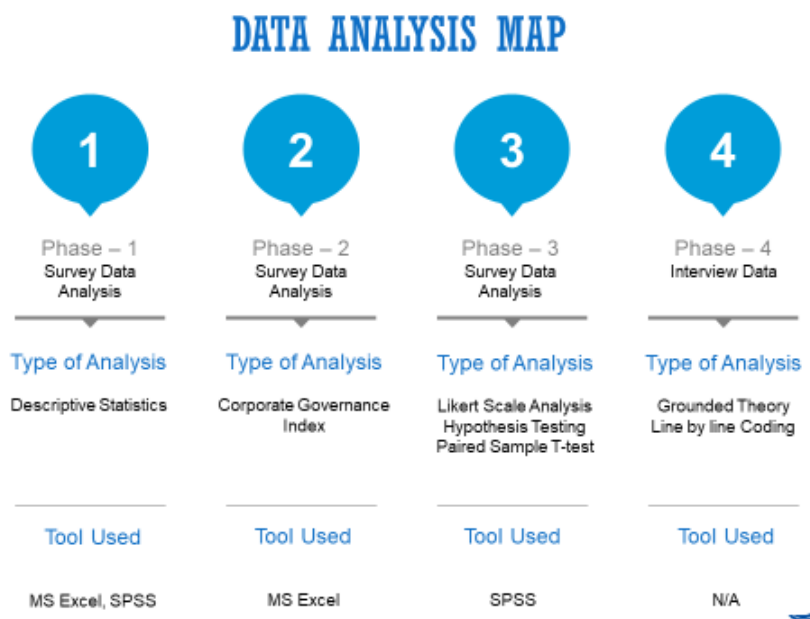 DATA ANALYSIS MAP
1
2
3
4
Phase – 1
Survey Data
Analysis
Phase – 2
Survey Data
Analysis
Phase – 3
Survey Data
Analysis
Phase – 4
Interview Data
Type of Analysis
Type of Analysis
Type of Analysis
Type of Analysis
Descriptive Statistics
Corporate Governance
Index
Likert Scale Analysis
Hypothesis Testing
Paired Sample T-test
Grounded Theory
Line by line Coding
Tool Used
Tool Used
Tool Used
Tool Used
MS Excel, SPSS
MS Excel
SPSS
N/A